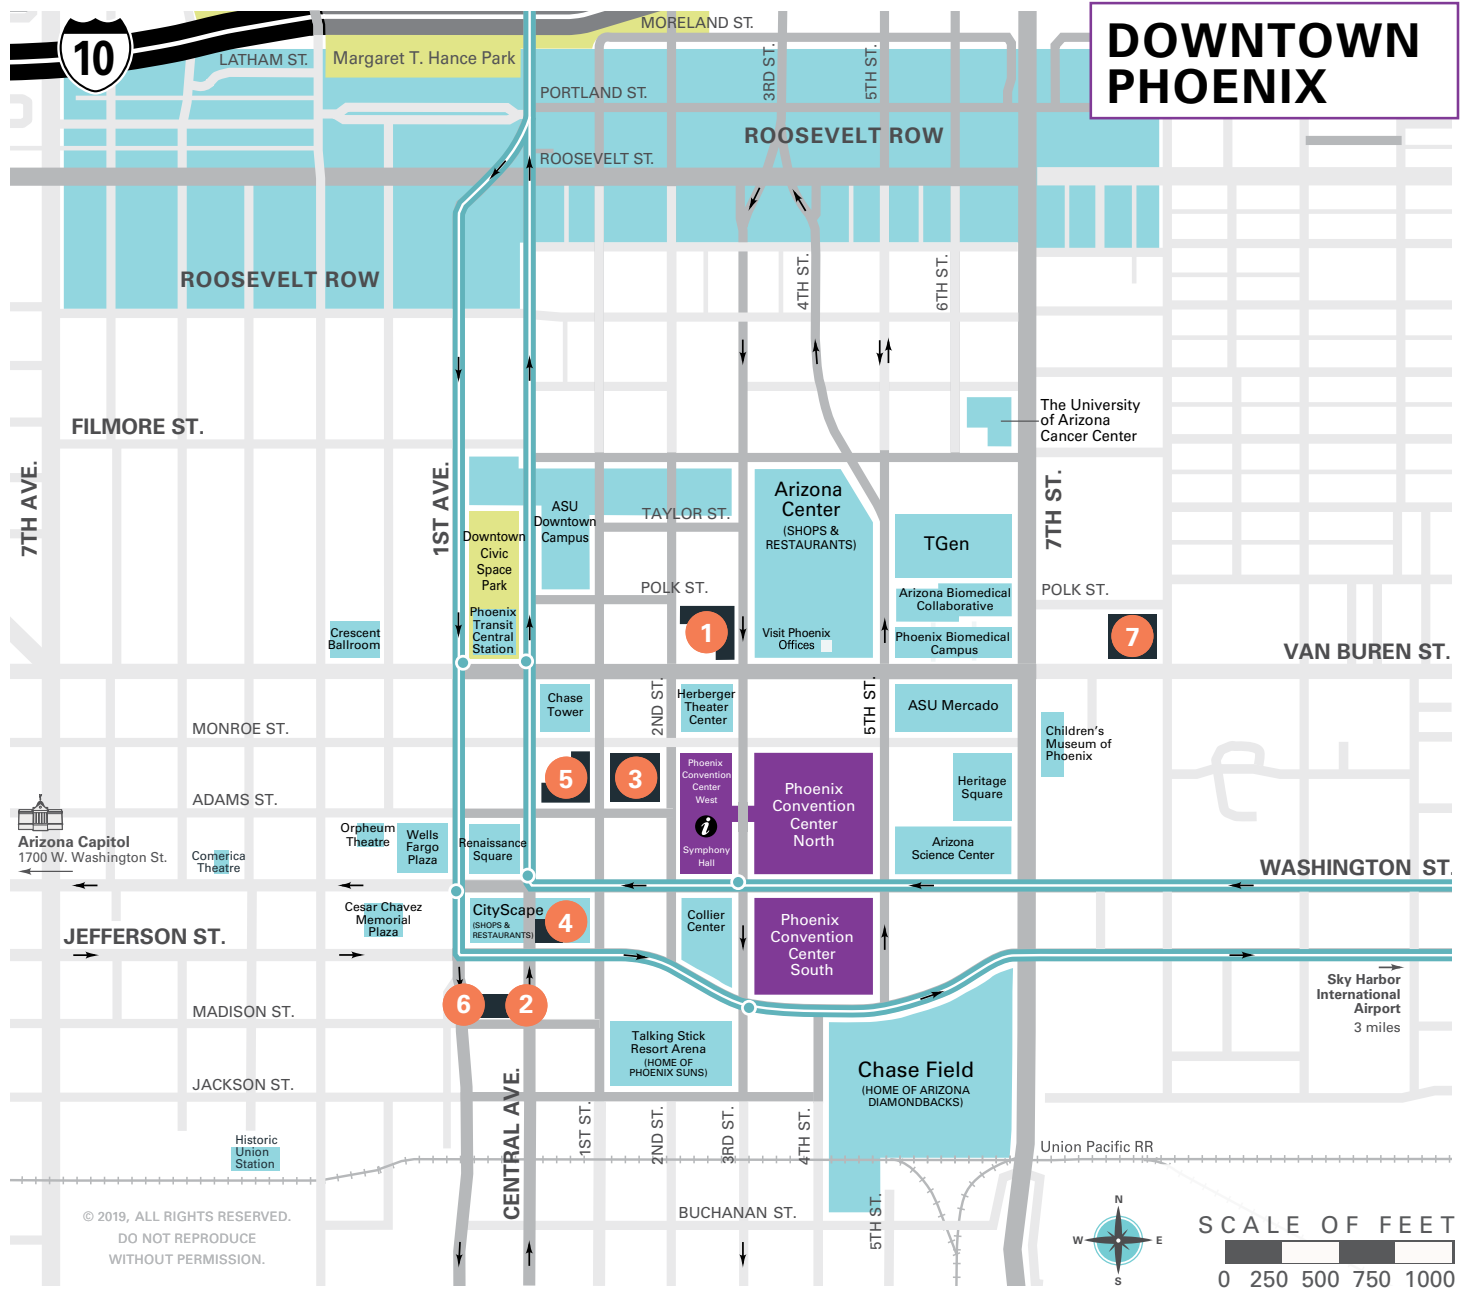 DOWNTOWN
PHOENIX
10
MORELAND ST.
LATHAM ST.
Margaret T. Hance Park
3RD ST.
5TH ST.
PORTLAND ST.
ROOSEVELT ROW
ROOSEVELT ST.
ROOSEVELT ROW
4TH ST.
6TH ST.
The University
of Arizona
Cancer Center
FILMORE ST.
7TH AVE.
1ST AVE.
7TH ST.
ASU
Downtown
Campus
TAYLOR ST.
Arizona
Center
(SHOPS &
RESTAURANTS)
TGen
Downtown
Civic
Space
Park
POLK ST.
POLK ST.
Arizona Biomedical
Collaborative
Phoenix
Transit
Central
Station
Crescent
Ballroom
1
Visit Phoenix
Offices
Phoenix Biomedical
Campus
7
VAN BUREN ST.
Chase
Tower
2ND ST.
Herberger
Theater
Center
5TH ST.
ASU Mercado
MONROE ST.
Children's
Museum of
Phoenix
5
3
Phoenix
Convention
Center
West
i
Symphony
Hall
Phoenix
Convention
Center
North
Heritage
Square
ADAMS ST.
Arizona Capitol
1700 W. Washington St.
Comerica
Theatre
Orpheum
Theatre
Wells
Fargo
Plaza
Renaissance
Square
Arizona
Science Center
WASHINGTON ST.
Cesar Chavez
Memorial
Plaza
CityScape
(SHOPS &
RESTAURANTS)
4
Collier
Center
Phoenix
Convention
Center
South
JEFFERSON ST.
Sky Harbor
International
Airport
3 miles
6
2
MADISON ST.
Talking Stick
Resort Arena
(HOME OF
PHOENIX SUNS)
Chase Field
(HOME OF ARIZONA
DIAMONDBACKS)
JACKSON ST.
CENTRAL AVE.
1ST ST.
2ND ST.
3RD ST.
4TH ST.
5TH ST.
Historic
Union
Station
Union Pacific RR
BUCHANAN ST.
© 2019, ALL RIGHTS RESERVED.
DO NOT REPRODUCE
WITHOUT PERMISSION.
N
W
E
S
SCALE OF FEET
0 250 500 750 1000